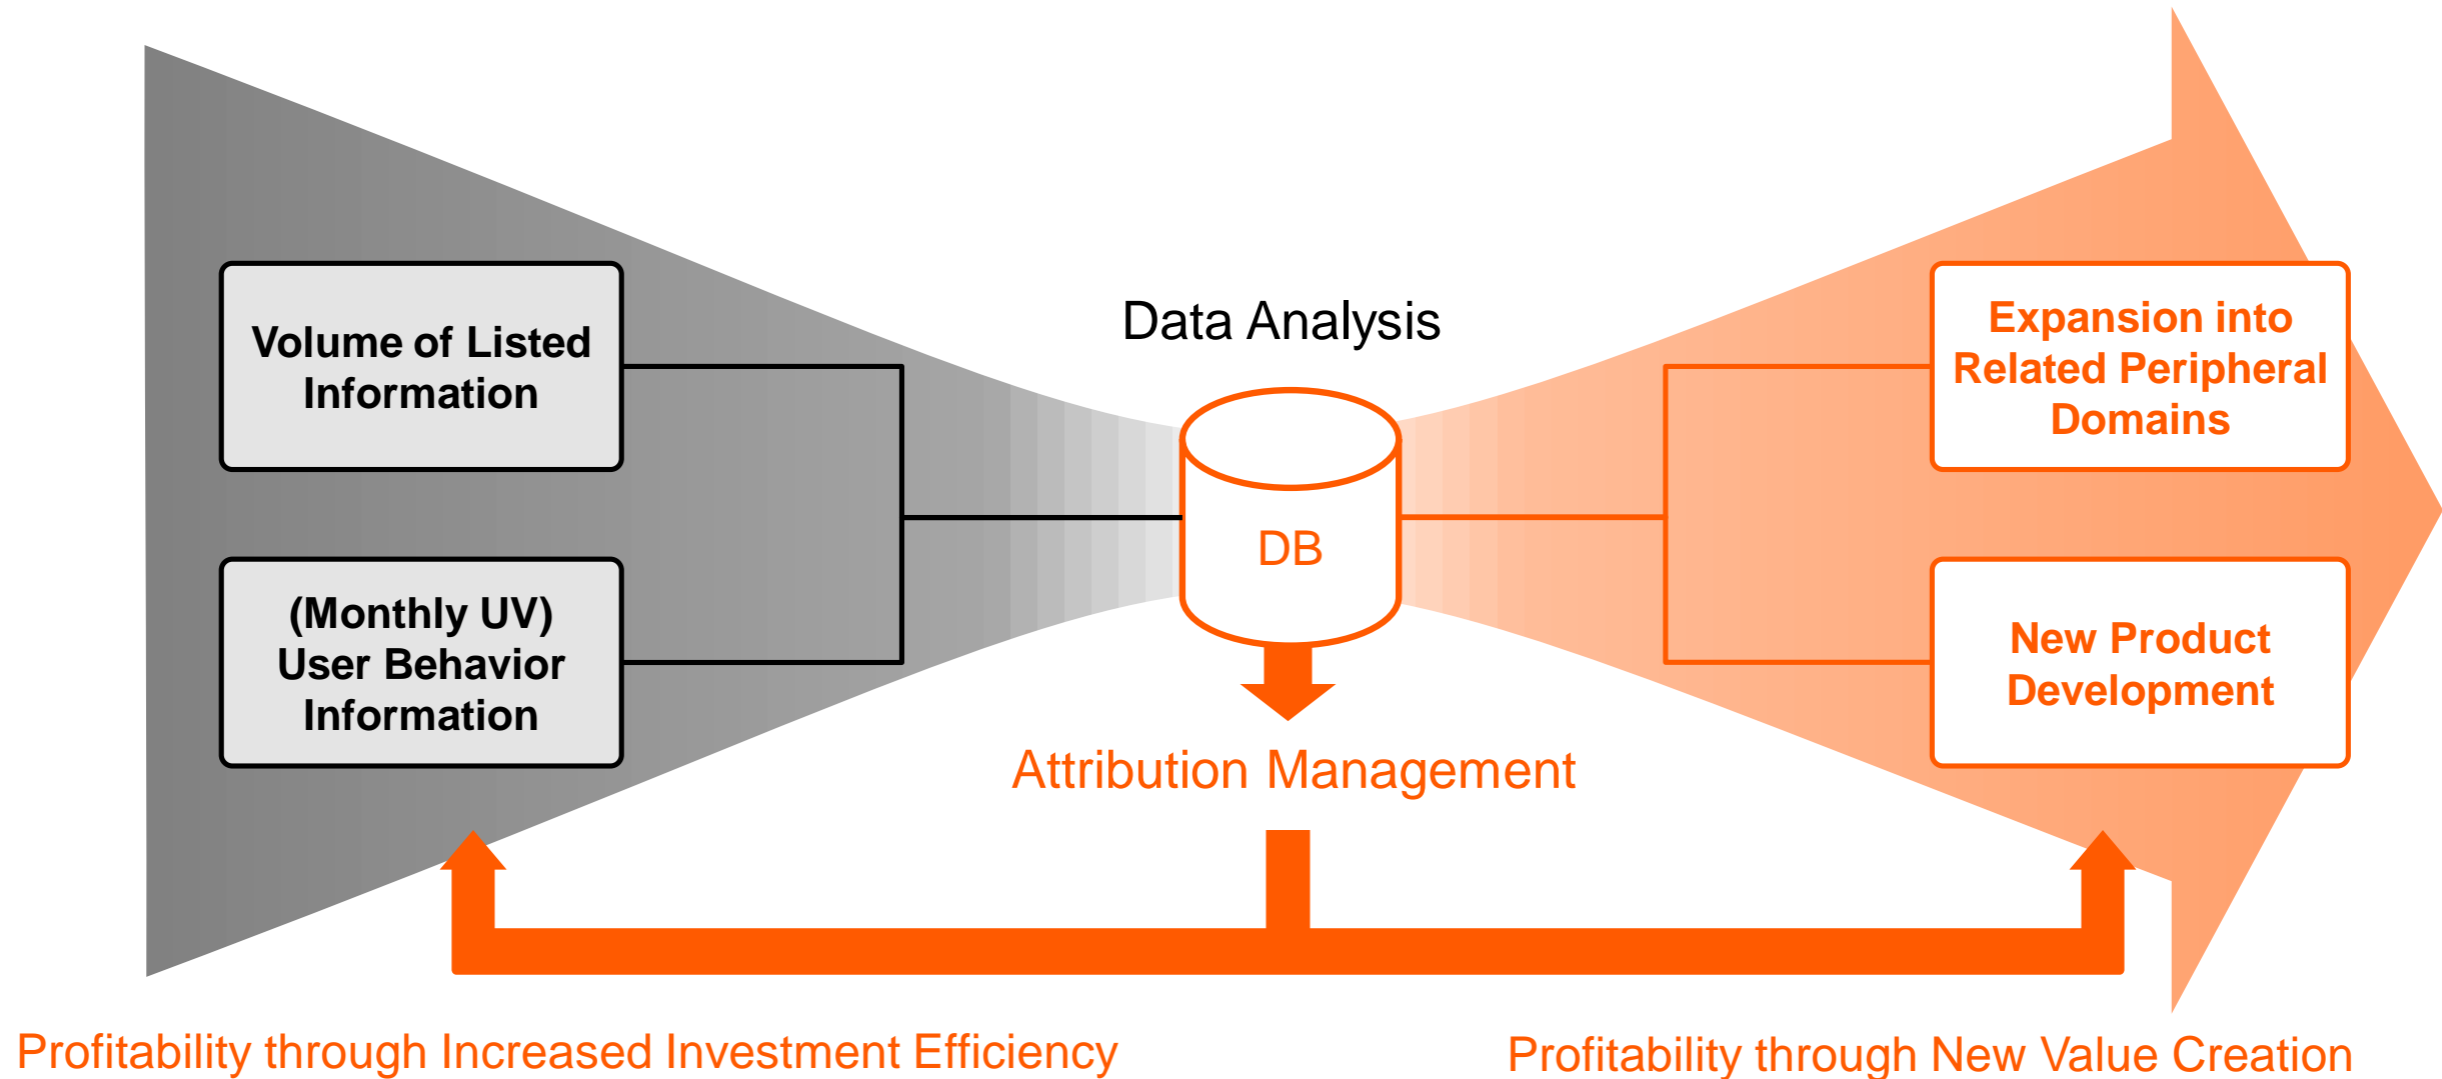 Volume of Listed
Information
(Monthly UV)
User Behavior
Information
Data Analysis
DB
Attribution Management
Expansion into
Related Peripheral
Domains
New Product
Development
Profitability through Increased Investment Efficiency
Profitability through New Value Creation